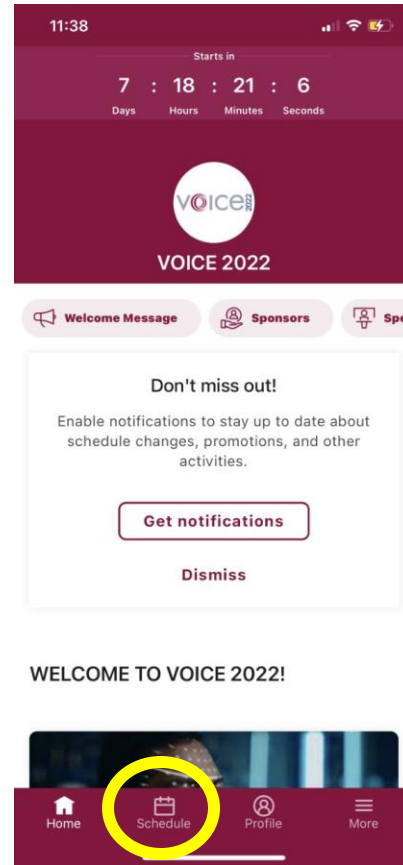 11:38
Starts in
7 : 18 : 21 : 6
Days Hours Minutes Seconds
VOICE 2022
VOICE 2022
Welcome Message Sponsors Spe
Don't miss out!
Enable notifications to stay up to date about
schedule changes, promotions, and other
activities.
Get notifications
Dismiss
WELCOME TO VOICE 2022!
Home Schedule Profile More